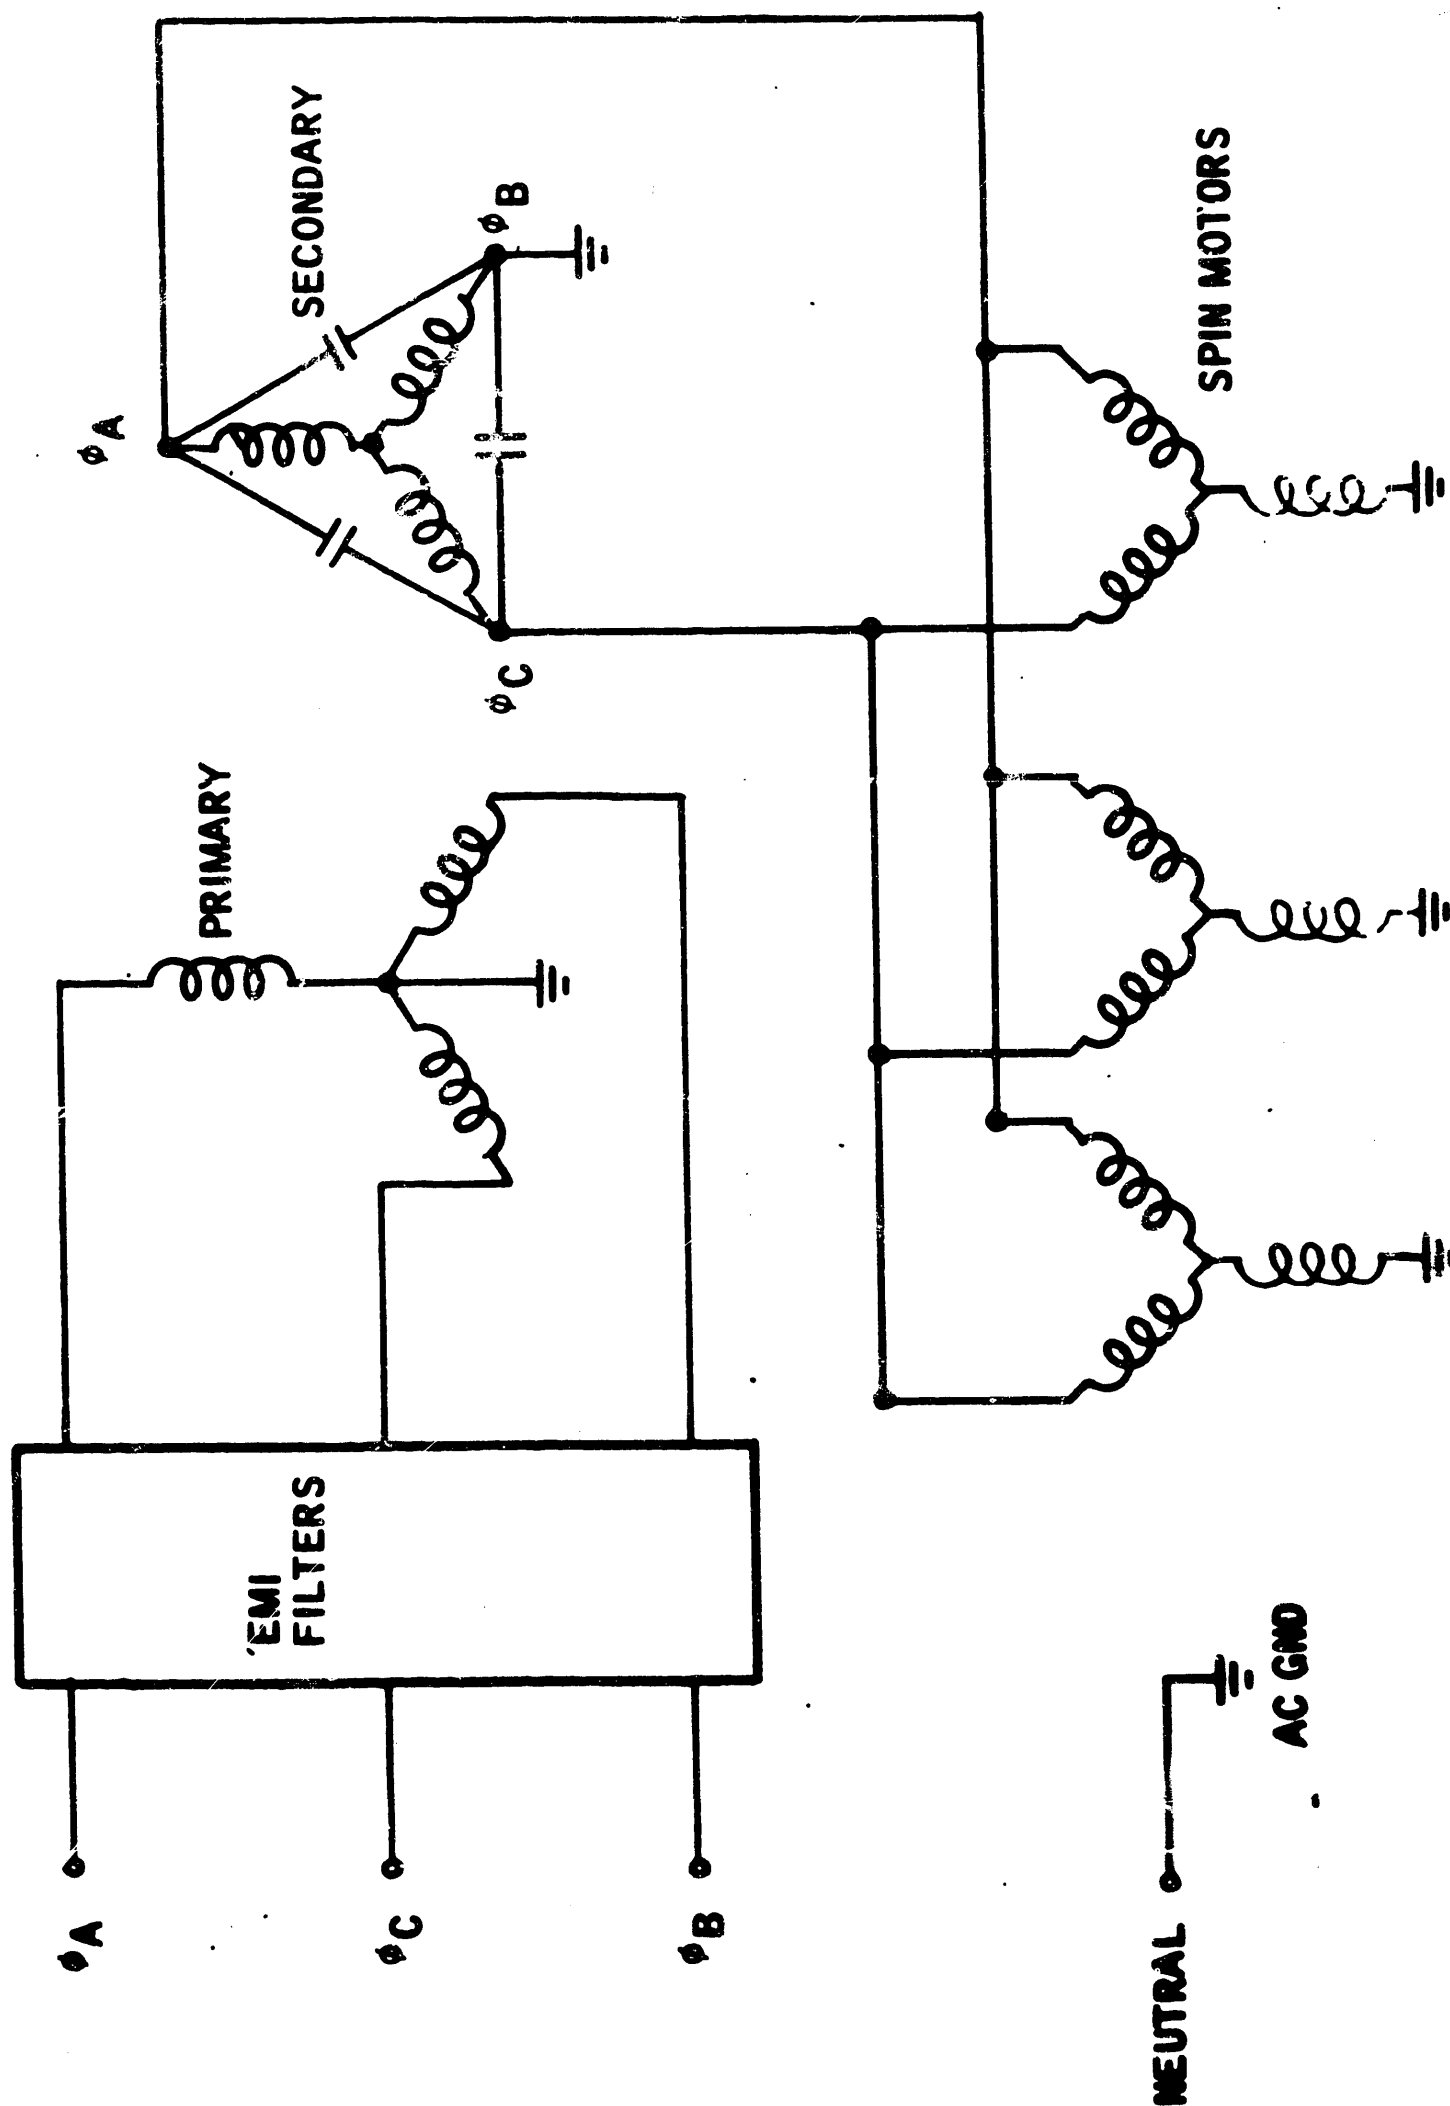 φA
φC
φB
EMI
FILTERS
PRIMARY
SECONDARY
φA
φB
φC
SPIN MOTORS
NEUTRAL
AC GND